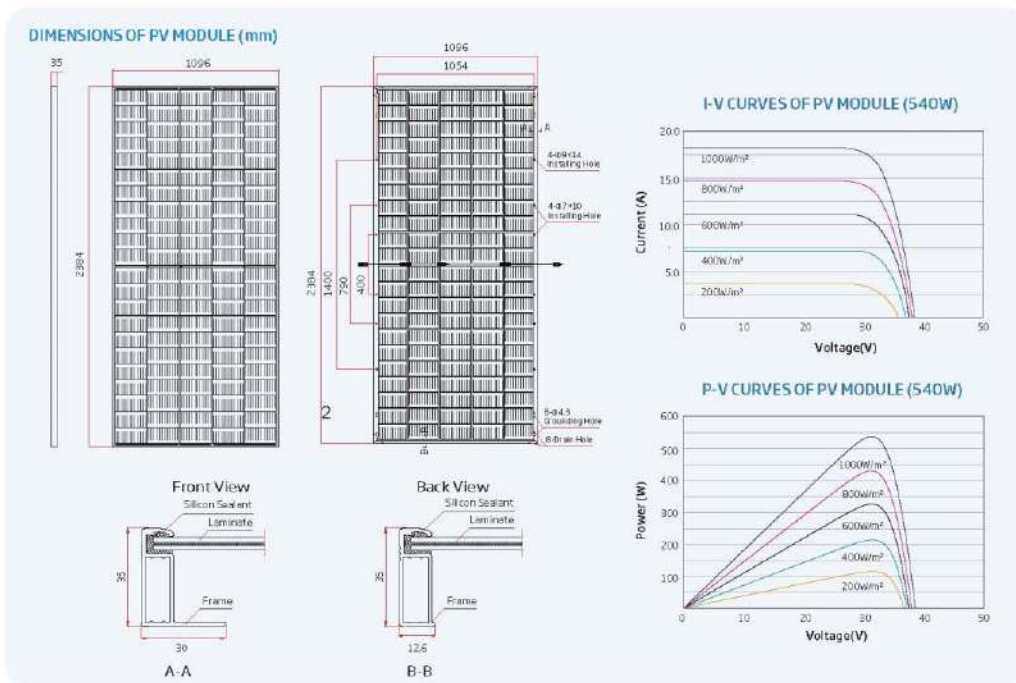 DIMENSIONS OF PV MODULE (mm)
35
1096
2384
Front View
1096
1054
A
A
4-Φ9×14
Installing Hole
4-Φ7×10
Installing Hole
2384
1400
790
400
2
Grounding Hole
8-Drain Hole
B
Back View
Silicon Sealant
Laminate
35
Frame
30
A-A
Silicon Sealant
Laminate
35
Frame
12.6
B-B
I-V CURVES OF PV MODULE (540W)
20.0
15.0
10.0
5.0
Current (A)
1000W/m²
800W/m²
600W/m²
400W/m²
200W/m²
0 10 20 30 40 50
Voltage(V)
P-V CURVES OF PV MODULE (540W)
600
500
400
300
200
100
Power (W)
1000W/m²
800W/m²
600W/m²
400W/m²
200W/m²
0 10 20 30 40 50
Voltage(V)